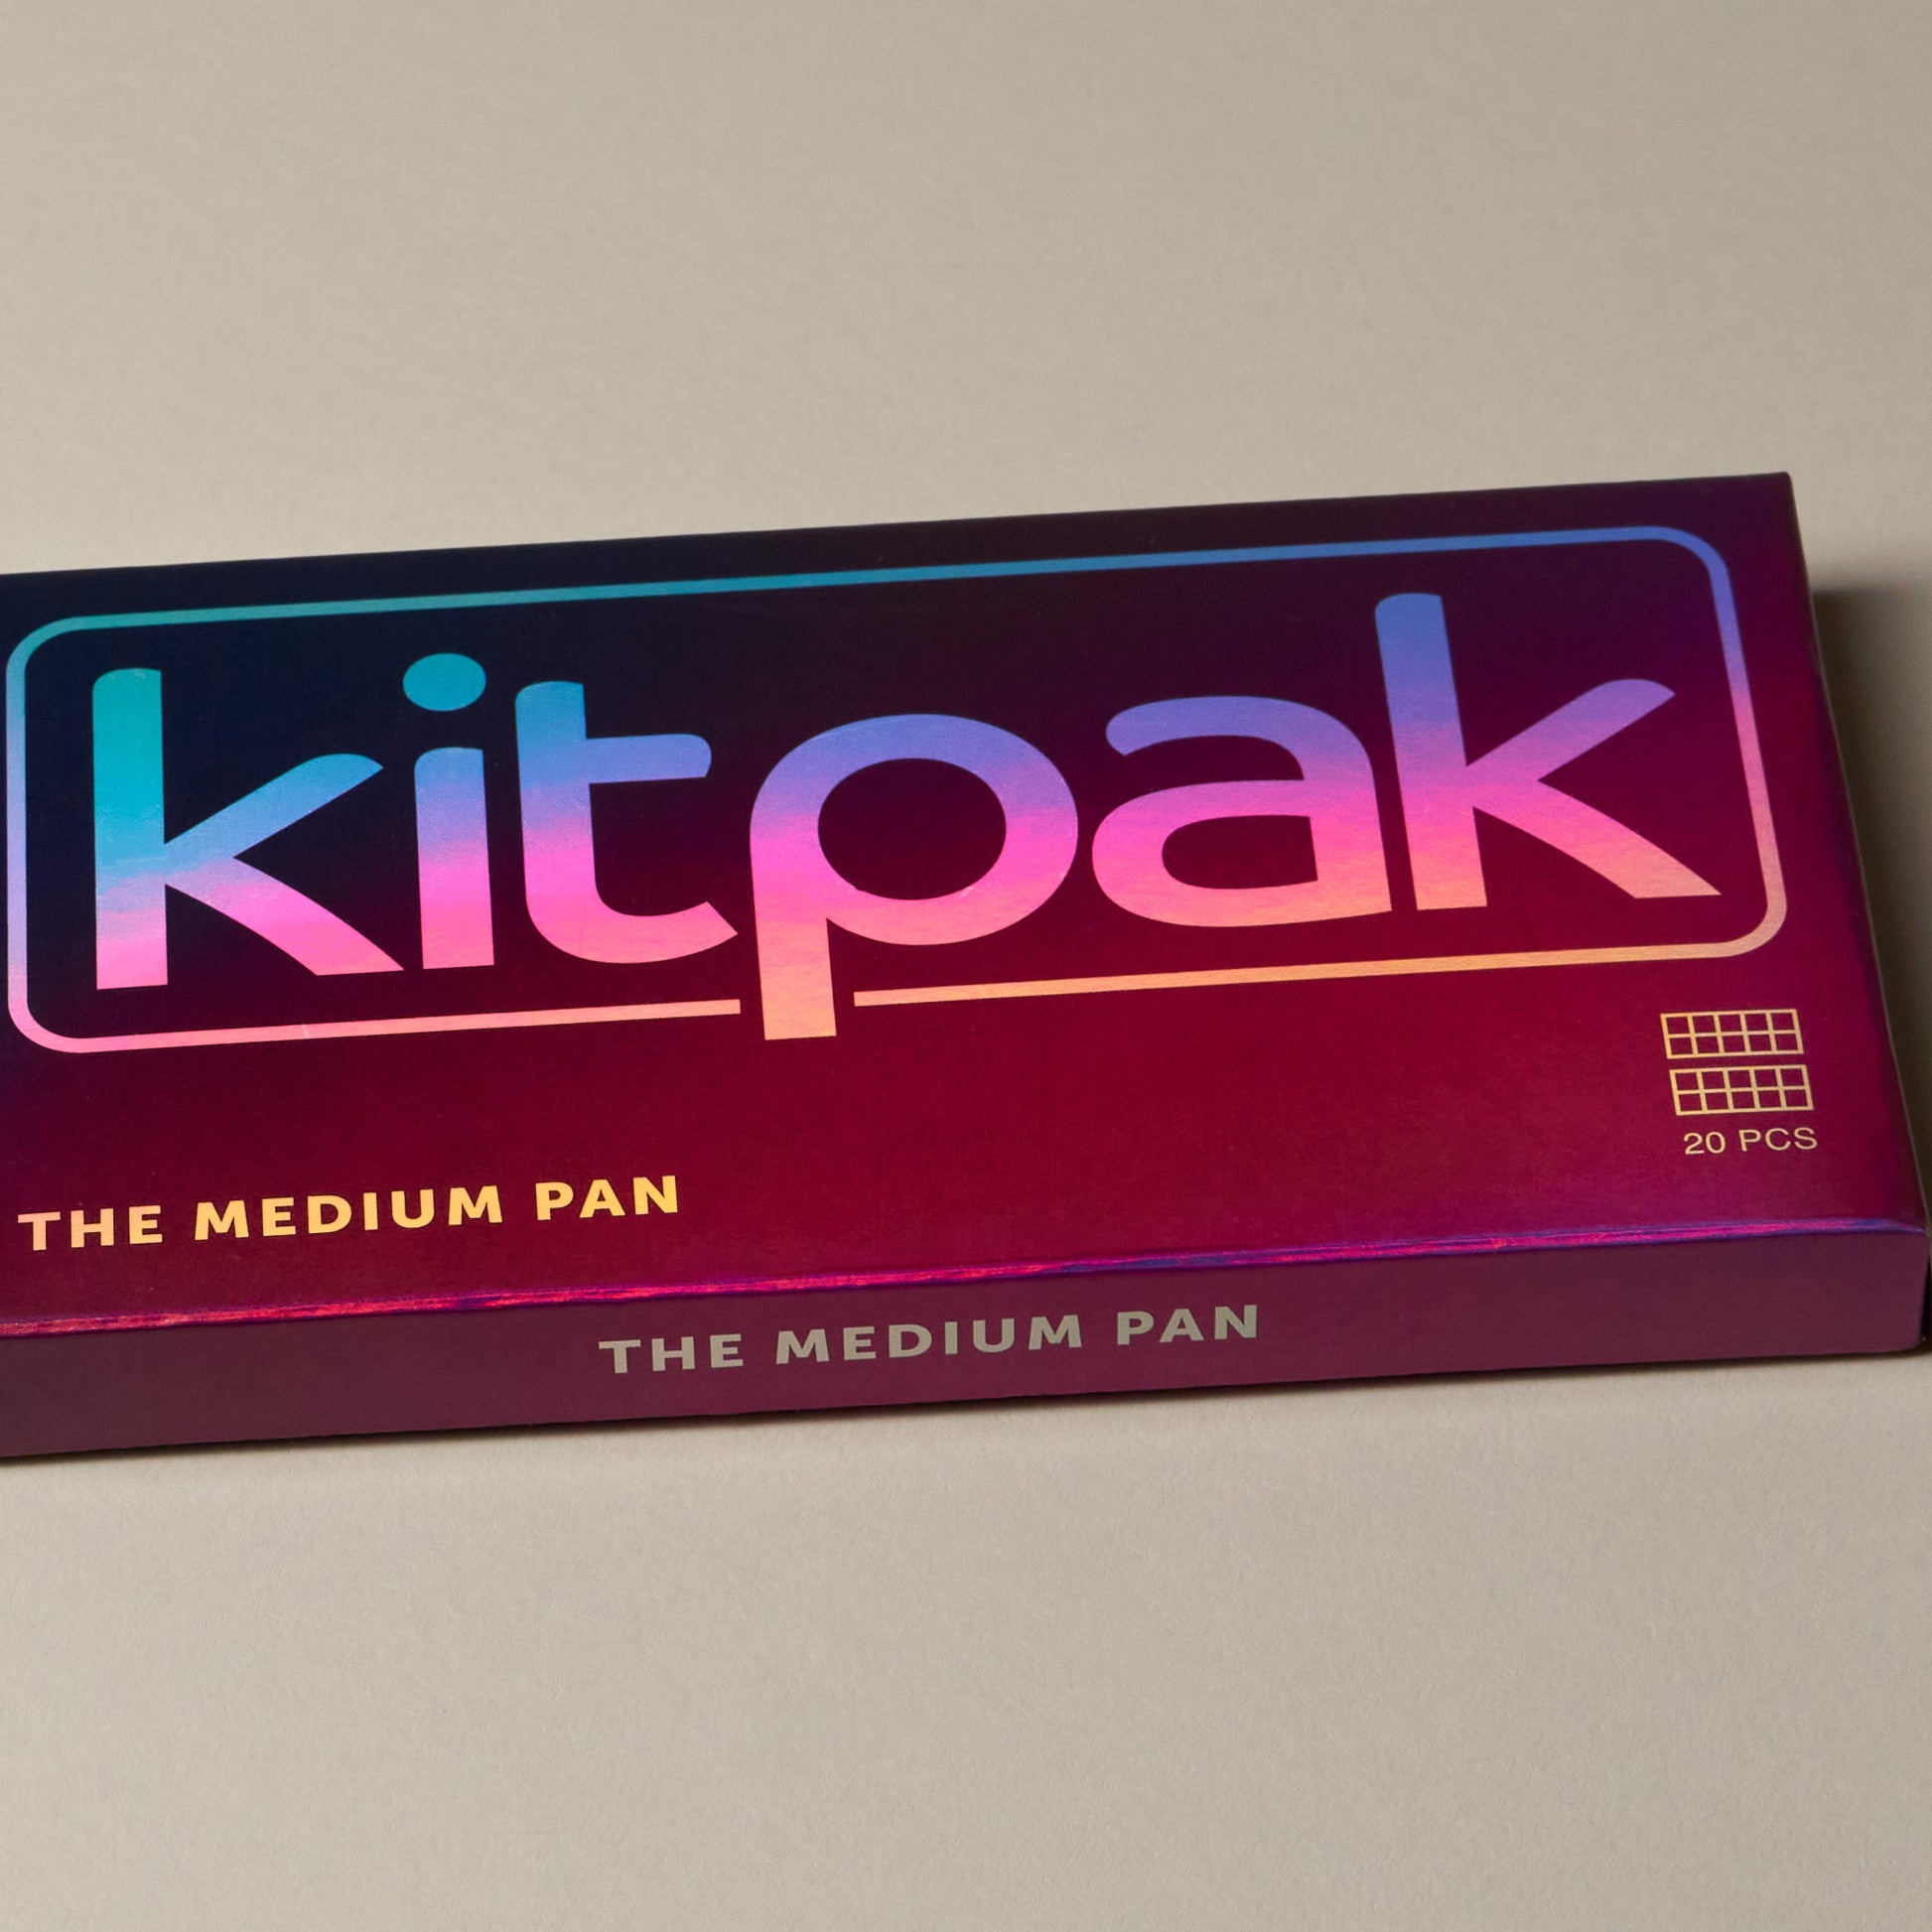 kitpak
20 PCS
THE MEDIUM PAN
THE MEDIUM PAN